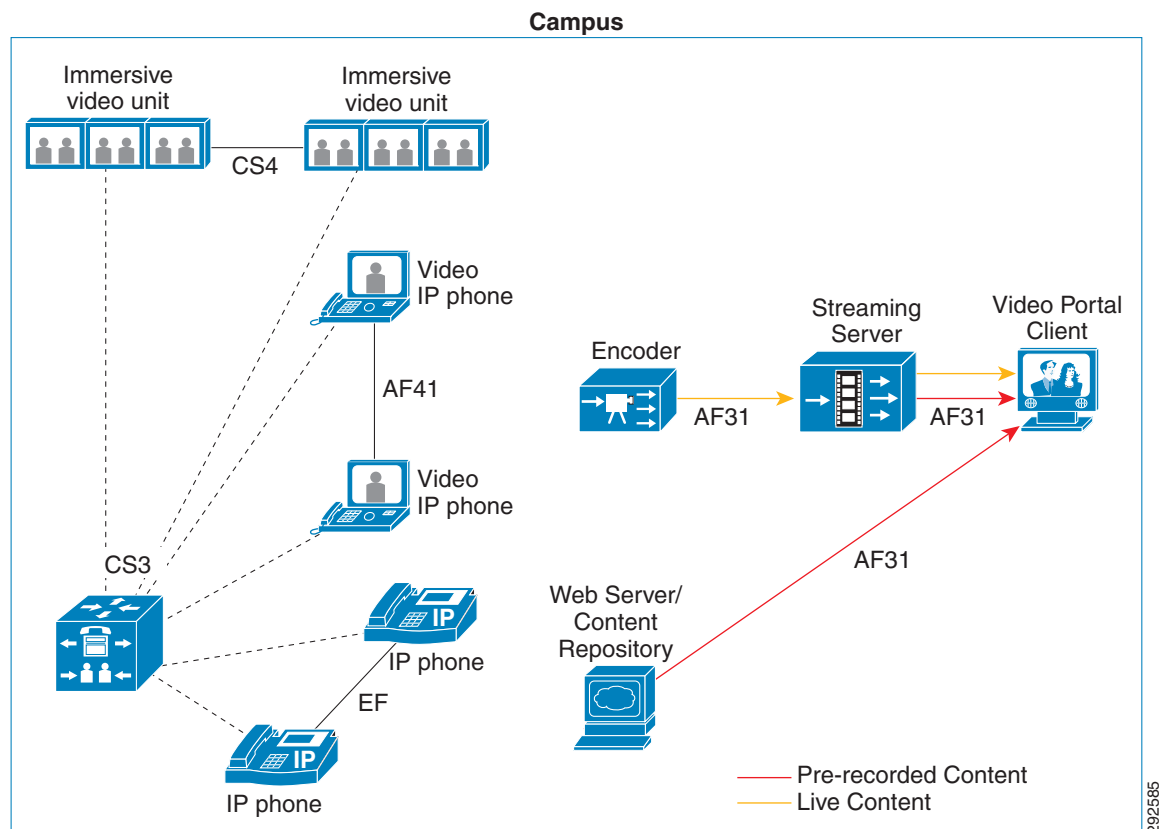 Campus
Immersive
video unit
Immersive
video unit
CS4
Video
IP phone
AF41
Video
IP phone
CS3
IP
IP phone
EF
IP
IP phone
Encoder
AF31
Streaming
Server
AF31
Video Portal
Client
AF31
Web Server/
Content
Repository
Pre-recorded Content
Live Content
292585